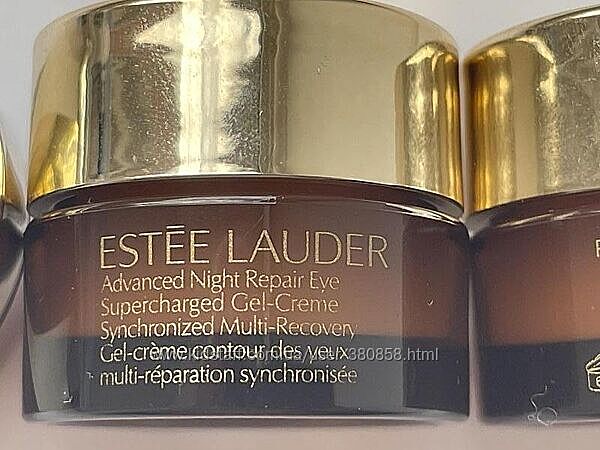 ESTĒE LAUDER
Advanced Night Repair Eye
Supercharged Gel-Creme
Synchronized Multi-Recovery
Gel-crème contour des yeux
multi-réparation synchronisée